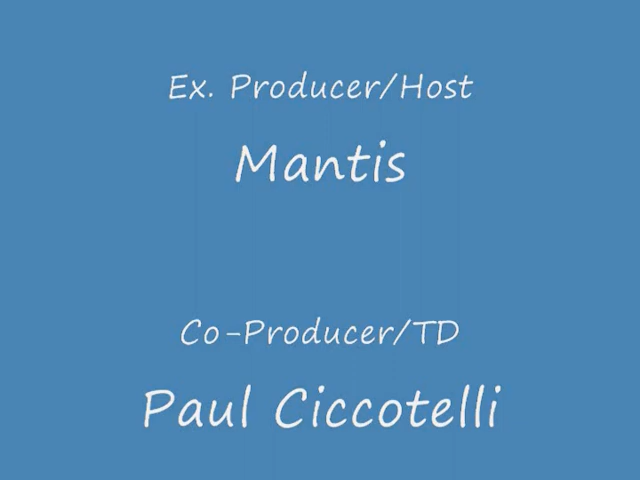 Ex. Producer/Host
Mantis
Co-Producer/TD
Paul Ciccotelli